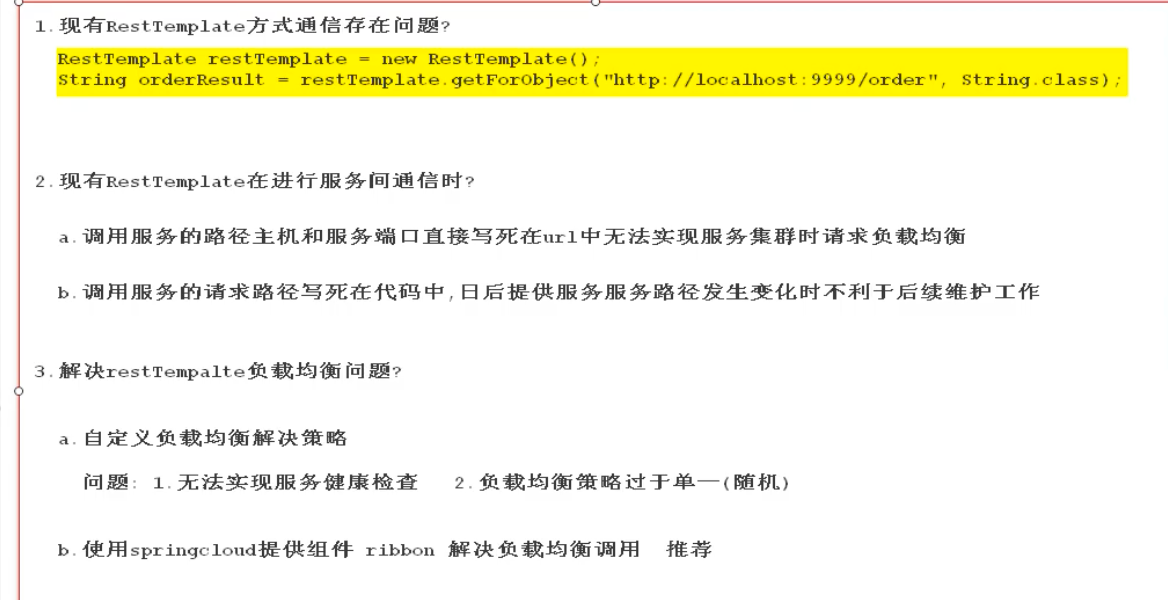 1.现有RestTemplate方式通信存在问题?
RestTemplate restTemplate = new RestTemplate();
String orderResult = restTemplate.getForObject("http://localhost:9999/order", String.class);
2.现有RestTemplate在进行服务间通信时?
a.调用服务的路径主机和服务端口直接写死在url中无法实现服务集群时请求负载均衡
b.调用服务的请求路径写死在代码中,日后提供服务服务路径发生变化时不利于后续维护工作
3.解决restTempalte负载均衡问题?
a.自定义负载均衡解决策略
问题: 1.无法实现服务健康检查 2.负载均衡策略过于单一(随机)
b.使用springcloud提供组件 ribbon 解决负载均衡调用 推荐